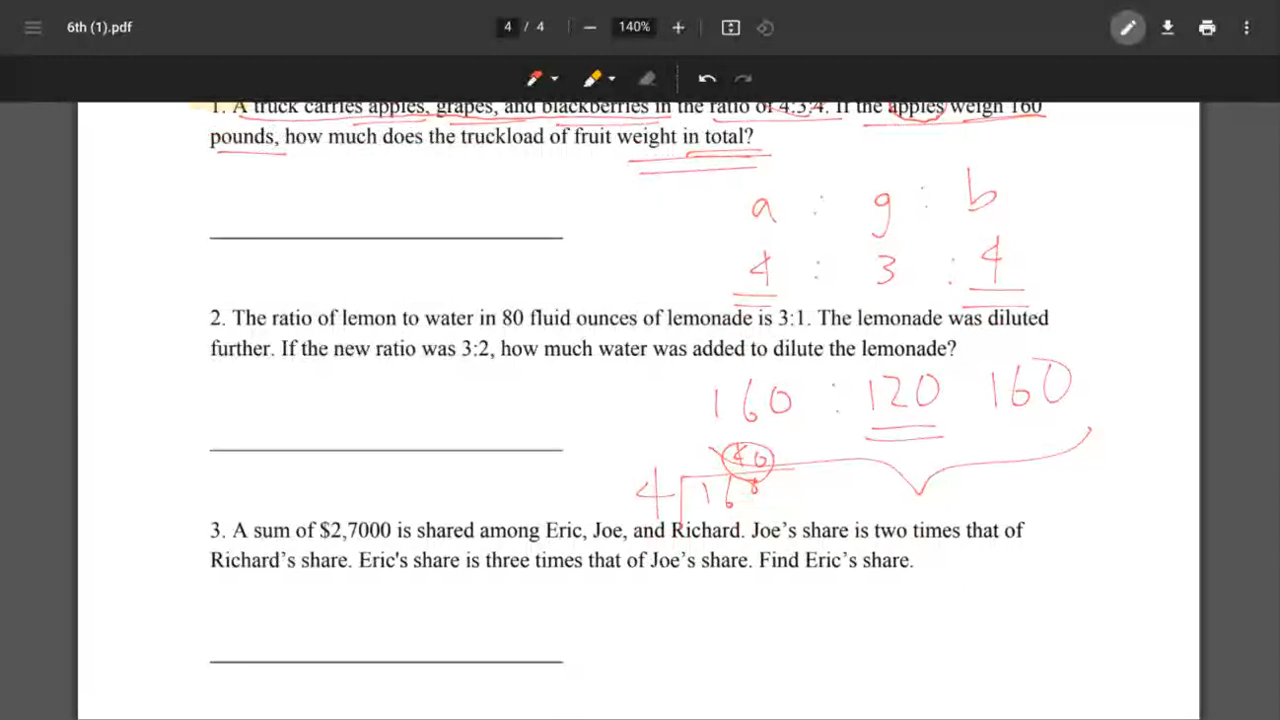 6th (1).pdf
4 / 4
140%
1. A truck carries apples, grapes, and blackberries in the ratio of 4:3:4. If the apples weigh 160
pounds, how much does the truckload of fruit weight in total?
a : g : b
4 : 3 : 4
2. The ratio of lemon to water in 80 fluid ounces of lemonade is 3:1. The lemonade was diluted
further. If the new ratio was 3:2, how much water was added to dilute the lemonade?
160 : 120 160
40
4 160
3. A sum of $2,7000 is shared among Eric, Joe, and Richard. Joe’s share is two times that of
Richard’s share. Eric's share is three times that of Joe’s share. Find Eric’s share.